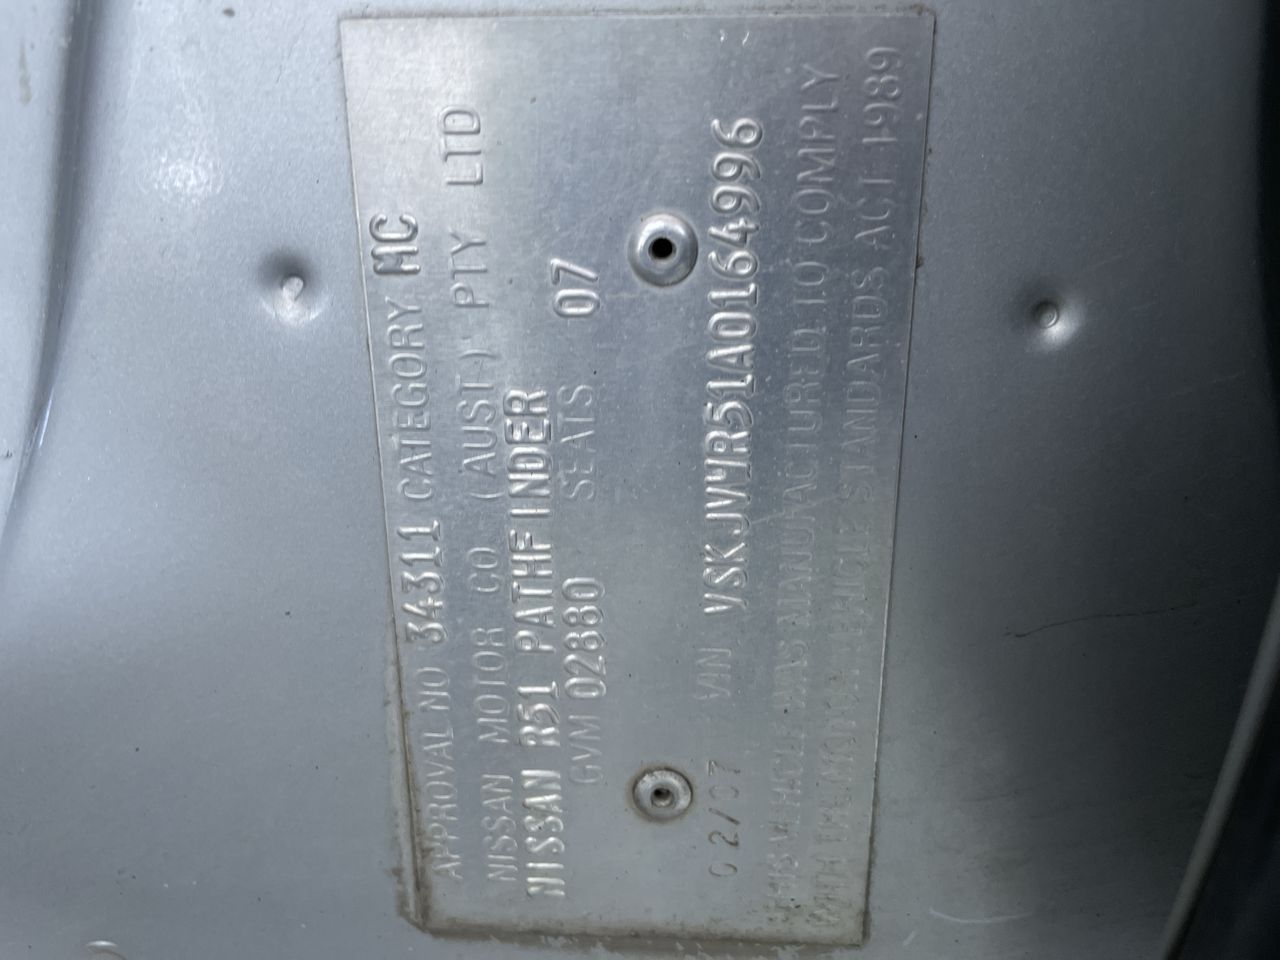 APPROVAL NO 34311 CATEGORY MC
NISSAN MOTOR CO (AUST) PTY LTD
NISSAN R51 PATHFINDER
GVM 02880 SEATS 07
02/07 VIN VSKJVWR51A0164996
THIS VEHICLE WAS MANUFACTURED TO COMPLY
WITH THE MOTOR VEHICLE STANDARDS ACT 1989